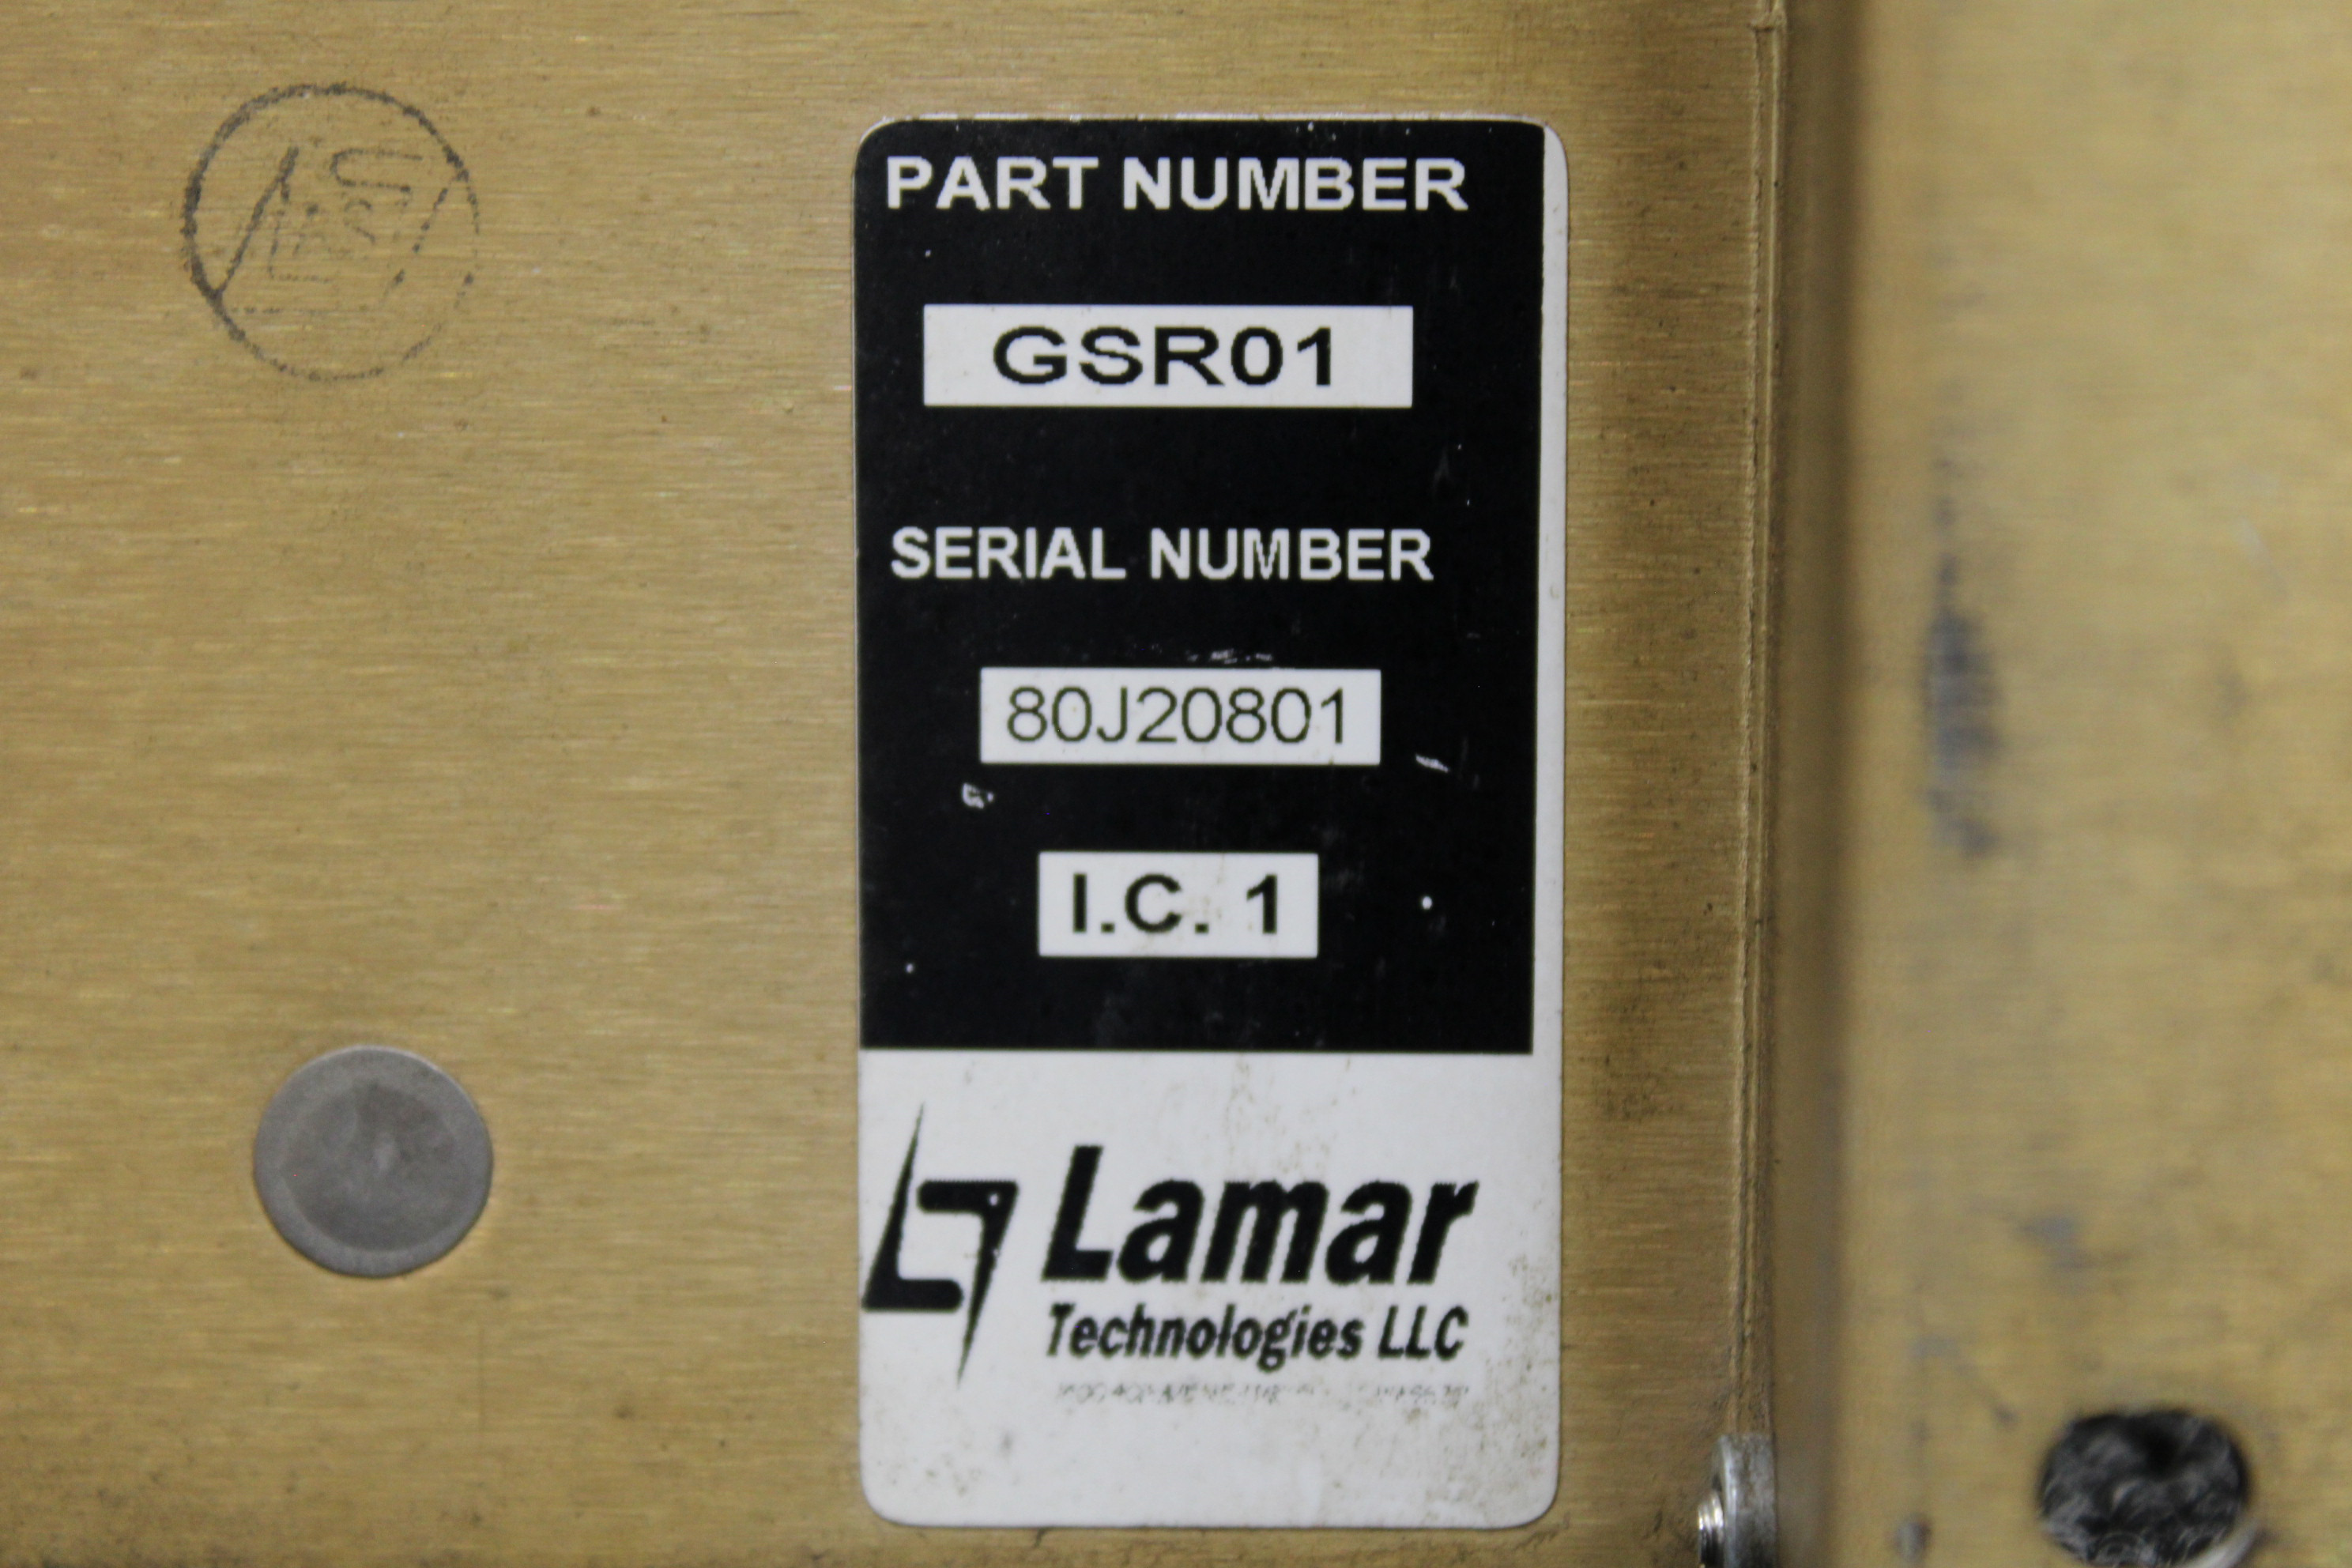 PART NUMBER
GSR01
SERIAL NUMBER
80J20801
I.C. 1
Lamar
Technologies LLC